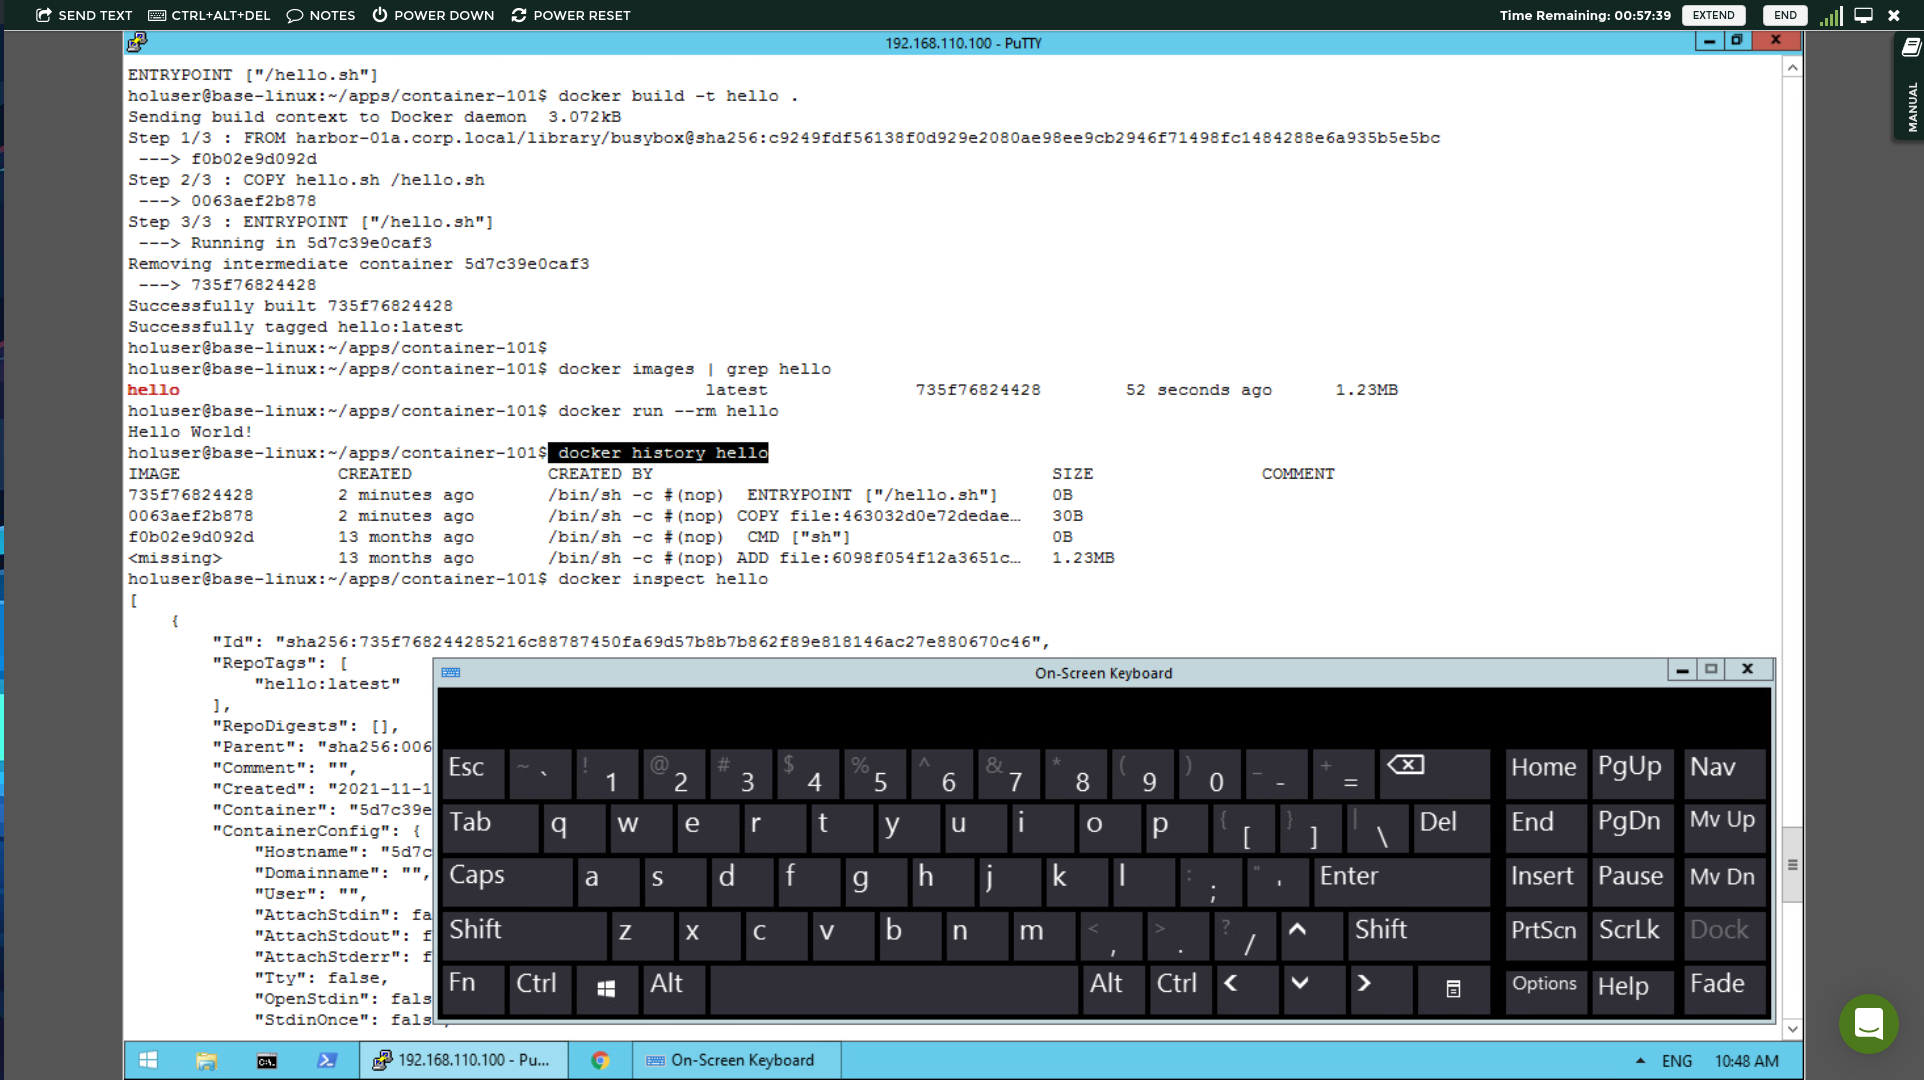 SEND TEXT CTRL+ALT+DEL NOTES POWER DOWN POWER RESET Time Remaining: 00:57:39 EXTEND END
192.168.110.100 - PuTTY
MANUAL
ENTRYPOINT ["/hello.sh"]
holuser@base-linux:~/apps/container-101$ docker build -t hello .
Sending build context to Docker daemon  3.072kB
Step 1/3 : FROM harbor-01a.corp.local/library/busybox@sha256:c9249fdf56138f0d929e2080ae98ee9cb2946f71498fc1484288e6a935b5e5bc
---> f0b02e9d092d
Step 2/3 : COPY hello.sh /hello.sh
---> 0063aef2b878
Step 3/3 : ENTRYPOINT ["/hello.sh"]
---> Running in 5d7c39e0caf3
Removing intermediate container 5d7c39e0caf3
---> 735f76824428
Successfully built 735f76824428
Successfully tagged hello:latest
holuser@base-linux:~/apps/container-101$
holuser@base-linux:~/apps/container-101$ docker images | grep hello
hello latest 735f76824428 52 seconds ago 1.23MB
holuser@base-linux:~/apps/container-101$ docker run --rm hello
Hello World!
holuser@base-linux:~/apps/container-101$ docker history hello
IMAGE CREATED CREATED BY SIZE COMMENT
735f76824428 2 minutes ago /bin/sh -c #(nop)  ENTRYPOINT ["/hello.sh"] 0B
0063aef2b878 2 minutes ago /bin/sh -c #(nop) COPY file:463032d0e72dedae… 30B
f0b02e9d092d 13 months ago /bin/sh -c #(nop)  CMD ["sh"] 0B
<missing> 13 months ago /bin/sh -c #(nop) ADD file:6098f054f12a3651c… 1.23MB
holuser@base-linux:~/apps/container-101$ docker inspect hello
[
{
"Id": "sha256:735f768244285216c88787450fa69d57b8b7b862f89e818146ac27e880670c46",
"RepoTags": [
"hello:latest"
],
"RepoDigests": [],
"Parent": "sha256:006
"Comment": "",
"Created": "2021-11-1
"Container": "5d7c39e
"ContainerConfig": {
"Hostname": "5d7c
"Domainname": "",
"User": "",
"AttachStdin": fa
"AttachStdout": f
"AttachStderr": f
"Tty": false,
"OpenStdin": fals
"StdinOnce": fals
On-Screen Keyboard
Esc ~ ` ! 1 @ 2 # 3 $ 4 % 5 ^ 6 & 7 * 8 ( 9 ) 0 _ - + = Home PgUp Nav
Tab q w e r t y u i o p { [ } ] | \ Del End PgDn Mv Up
Caps a s d f g h j k l : ; " ' Enter Insert Pause Mv Dn
Shift z x c v b n m < , > . ? / Shift PrtScn ScrLk Dock
Fn Ctrl Alt Alt Ctrl Options Help Fade
192.168.110.100 - Pu... On-Screen Keyboard ENG 10:48 AM